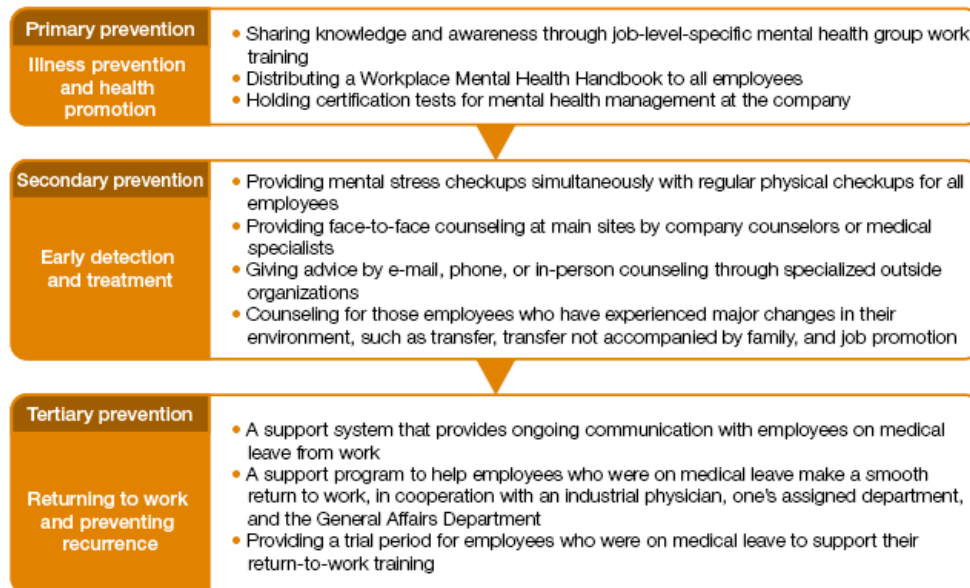 Primary prevention
Illness prevention
and health
promotion
• Sharing knowledge and awareness through job-level-specific mental health group work
training
• Distributing a Workplace Mental Health Handbook to all employees
• Holding certification tests for mental health management at the company
Secondary prevention
Early detection
and treatment
• Providing mental stress checkups simultaneously with regular physical checkups for all
employees
• Providing face-to-face counseling at main sites by company counselors or medical
specialists
• Giving advice by e-mail, phone, or in-person counseling through specialized outside
organizations
• Counseling for those employees who have experienced major changes in their
environment, such as transfer, transfer not accompanied by family, and job promotion
Tertiary prevention
Returning to work
and preventing
recurrence
• A support system that provides ongoing communication with employees on medical
leave from work
• A support program to help employees who were on medical leave make a smooth
return to work, in cooperation with an industrial physician, one's assigned department,
and the General Affairs Department
• Providing a trial period for employees who were on medical leave to support their
return-to-work training